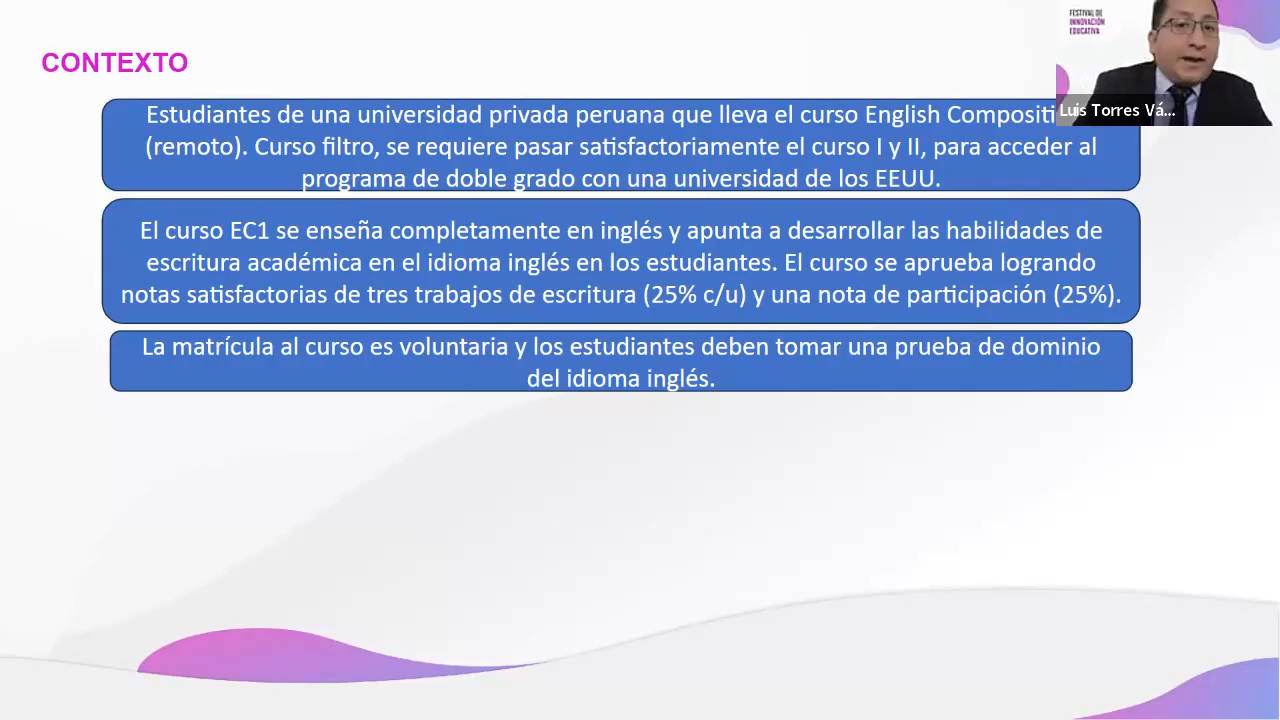 CONTEXTO
FESTIVAL DE
INNOVACIÓN
EDUCATIVA
Luis Torres Vá...
Estudiantes de una universidad privada peruana que lleva el curso English
(remoto). Curso filtro, se requiere pasar satisfactoriamente el curso I y II, para acceder al
programa de doble grado con una universidad de los EEUU.
El curso EC1 se enseña completamente en inglés y apunta a desarrollar las habilidades de
escritura académica en el idioma inglés en los estudiantes. El curso se aprueba logrando
notas satisfactorias de tres trabajos de escritura (25% c/u) y una nota de participación (25%).
La matrícula al curso es voluntaria y los estudiantes deben tomar una prueba de dominio
del idioma inglés.